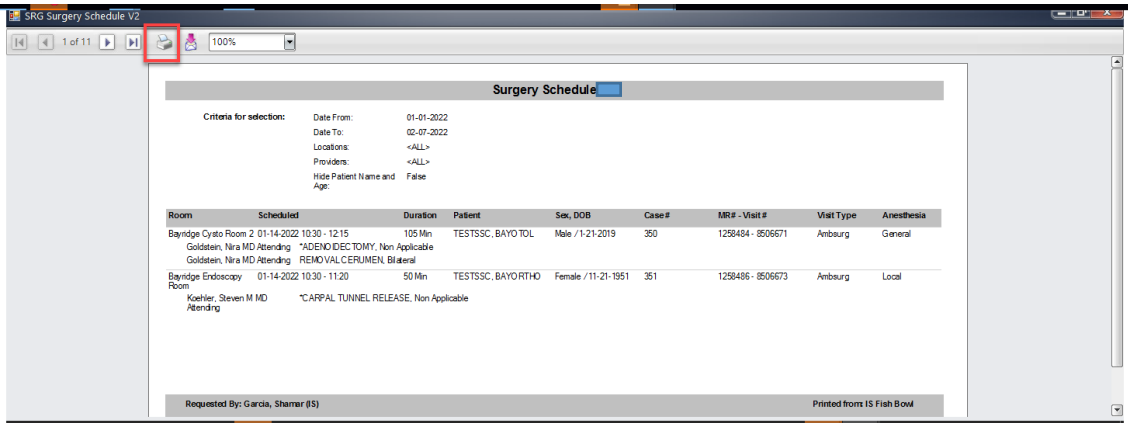 SRG Surgery Schedule V2
1 of 11 100%
Surgery Schedule
Criteria for selection: Date From: 01-01-2022
Date To: 02-07-2022
Locations: <ALL>
Providers: <ALL>
Hide Patient Name and Age: False
Room Scheduled Duration Patient Sex, DOB Case# MR# - Visit # Visit Type Anesthesia
Bayridge Cysto Room 2 01-14-2022 10:30 - 12:15 105 Min TESTSSC, BAYOTOL Male / 1-21-2019 350 1258484 - 8506671 Ambsurg General
Goldstein, Nira MD Attending *ADENOIDECTOMY, Non Applicable
Goldstein, Nira MD Attending REMOVAL CERUMEN, Bilateral
Bayridge Endoscopy Room 01-14-2022 10:30 - 11:20 50 Min TESTSSC, BAYORTHO Female / 11-21-1951 351 1258486 - 8506673 Ambsurg Local
Koehler, Steven M MD Attending *CARPAL TUNNEL RELEASE, Non Applicable
Requested By: Garcia, Shamar (IS) Printed from: IS Fish Bowl